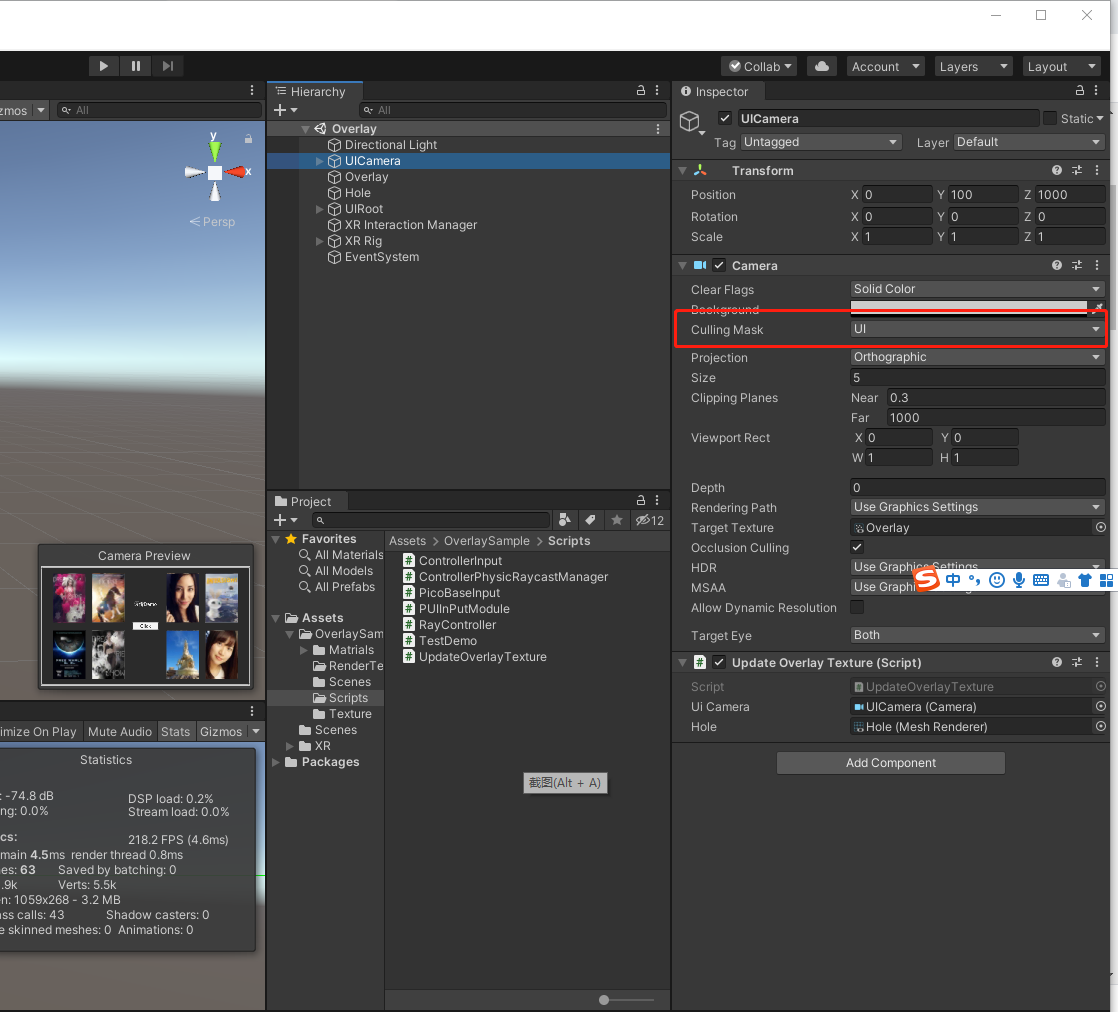 Collab
Account
Layers
Layout
Hierarchy
Inspector
zmos
All
All
UICamera
Static
Overlay
Tag Untagged Layer Default
Directional Light
UICamera
Overlay
Hole
UIRoot
XR Interaction Manager
XR Rig
EventSystem
y
x
Persp
Transform
Position X 0 Y 100 Z 1000
Rotation X 0 Y 0 Z 0
Scale X 1 Y 1 Z 1
Camera
Clear Flags Solid Color
Background
Culling Mask UI
Projection Orthographic
Size 5
Clipping Planes Near 0.3
Far 1000
Viewport Rect X 0 Y 0
W 1 H 1
Depth 0
Rendering Path Use Graphics Settings
Target Texture Overlay
Occlusion Culling
HDR Use Graphics Settings
MSAA Use Graphi
Allow Dynamic Resolution
Target Eye Both
S 中
Update Overlay Texture (Script)
Script UpdateOverlayTexture
Ui Camera UICamera (Camera)
Hole Hole (Mesh Renderer)
Add Component
Project
12
Favorites
All Materials
All Models
All Prefabs
Assets
OverlaySam
Matrials
RenderTe
Scenes
Scripts
Texture
Scenes
XR
Packages
Assets > OverlaySample > Scripts
ControllerInput
ControllerPhysicRaycastManager
PicoBaseInput
PUIInPutModule
RayController
TestDemo
UpdateOverlayTexture
截图(Alt + A)
Camera Preview
Click
imize On Play Mute Audio Stats Gizmos
Statistics
: -74.8 dB DSP load: 0.2%
ng: 0.0% Stream load: 0.0%
cs: 218.2 FPS (4.6ms)
main 4.5ms render thread 0.8ms
es: 63 Saved by batching: 0
.9k Verts: 5.5k
en: 1059x268 - 3.2 MB
ass calls: 43 Shadow casters: 0
e skinned meshes: 0 Animations: 0